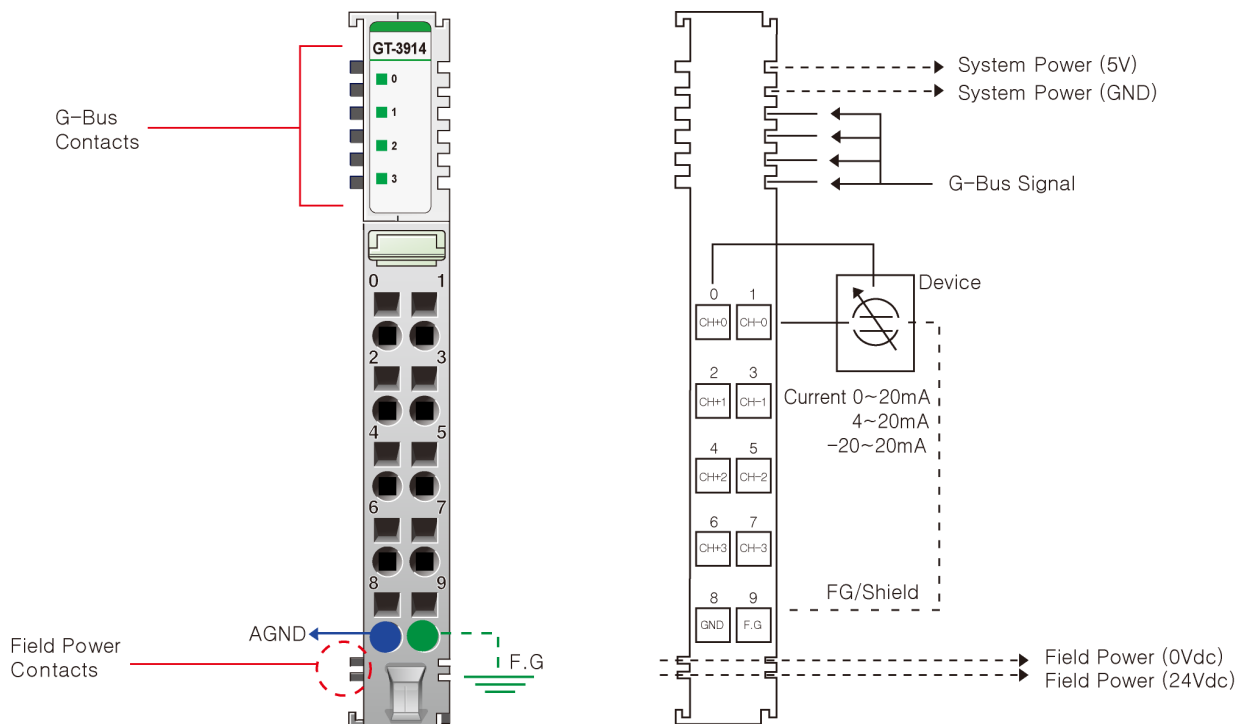 GT-3914
0
1
2
3
G-Bus
Contacts
0 1
2 3
4 5
6 7
8 9
AGND
Field Power
Contacts
F.G
System Power (5V)
System Power (GND)
G-Bus Signal
Device
0 1
CH+0 CH-0
2 3
CH+1 CH-1
Current 0~20mA
4~20mA
-20~20mA
4 5
CH+2 CH-2
6 7
CH+3 CH-3
FG/Shield
8 9
GND F.G
Field Power (0Vdc)
Field Power (24Vdc)